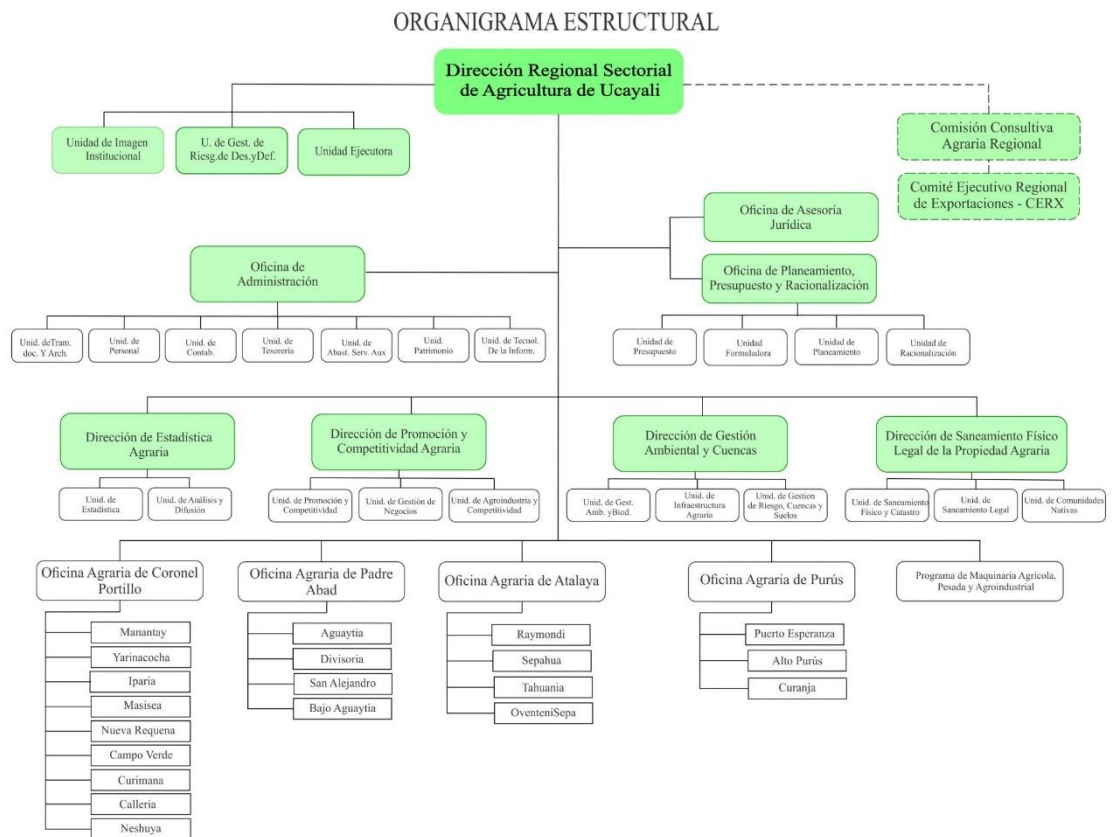 ORGANIGRAMA ESTRUCTURAL
Dirección Regional Sectorial
de Agricultura de Ucayali
Unidad de Imagen
Institucional
U. de Gest. de
Riesg.de Des.yDef.
Unidad Ejecutora
Comisión Consultiva
Agraria Regional
Comité Ejecutivo Regional
de Exportaciones - CERX
Oficina de Asesoría
Jurídica
Oficina de Administración
Oficina de Planeamiento,
Presupuesto y Racionalización
Unid. deTram.
doc. Y Arch.
Unid. de
Personal
Unid. de
Contab.
Unid. de
Tesorería
Unid. de
Abast. Serv. Aux
Unid.
Patrimonio
Unid. de Tecnol.
De la Inform.
Unidad de
Presupuesto
Unidad
Formuladora
Unidad de
Planeamiento
Unidad de
Racionalización
Dirección de Estadística
Agraria
Dirección de Promoción y
Competitividad Agraria
Dirección de Gestión
Ambiental y Cuencas
Dirección de Saneamiento Físico
Legal de la Propiedad Agraria
Unid. de
Estadística
Unid. de Análisis y
Difusión
Unid. de Promoción y
Competitividad
Unid. de Gestión de
Negocios
Unid. de Agroindustria y
Competitividad
Unid. de Gest.
Amb. yBiod.
Unid. de
Infraestructura
Agraria
Unid. de Gestion
de Riesgo, Cuencas y
Suelos
Unid. de Saneamiento
Físico y Catastro
Unid. de
Saneamiento Legal
Unid. de Comunidades
Nativas
Oficina Agraria de Coronel
Portillo
Oficina Agraria de Padre
Abad
Oficina Agraria de Atalaya
Oficina Agraria de Purús
Programa de Maquinaria Agrícola,
Pesada y Agroindustrial
Manantay
Yarinacocha
Iparia
Masisea
Nueva Requena
Campo Verde
Curimana
Calleria
Neshuya
Aguaytia
Divisoria
San Alejandro
Bajo Aguaytia
Raymondi
Sepahua
Tahuania
OventeniSepa
Puerto Esperanza
Alto Purús
Curanja